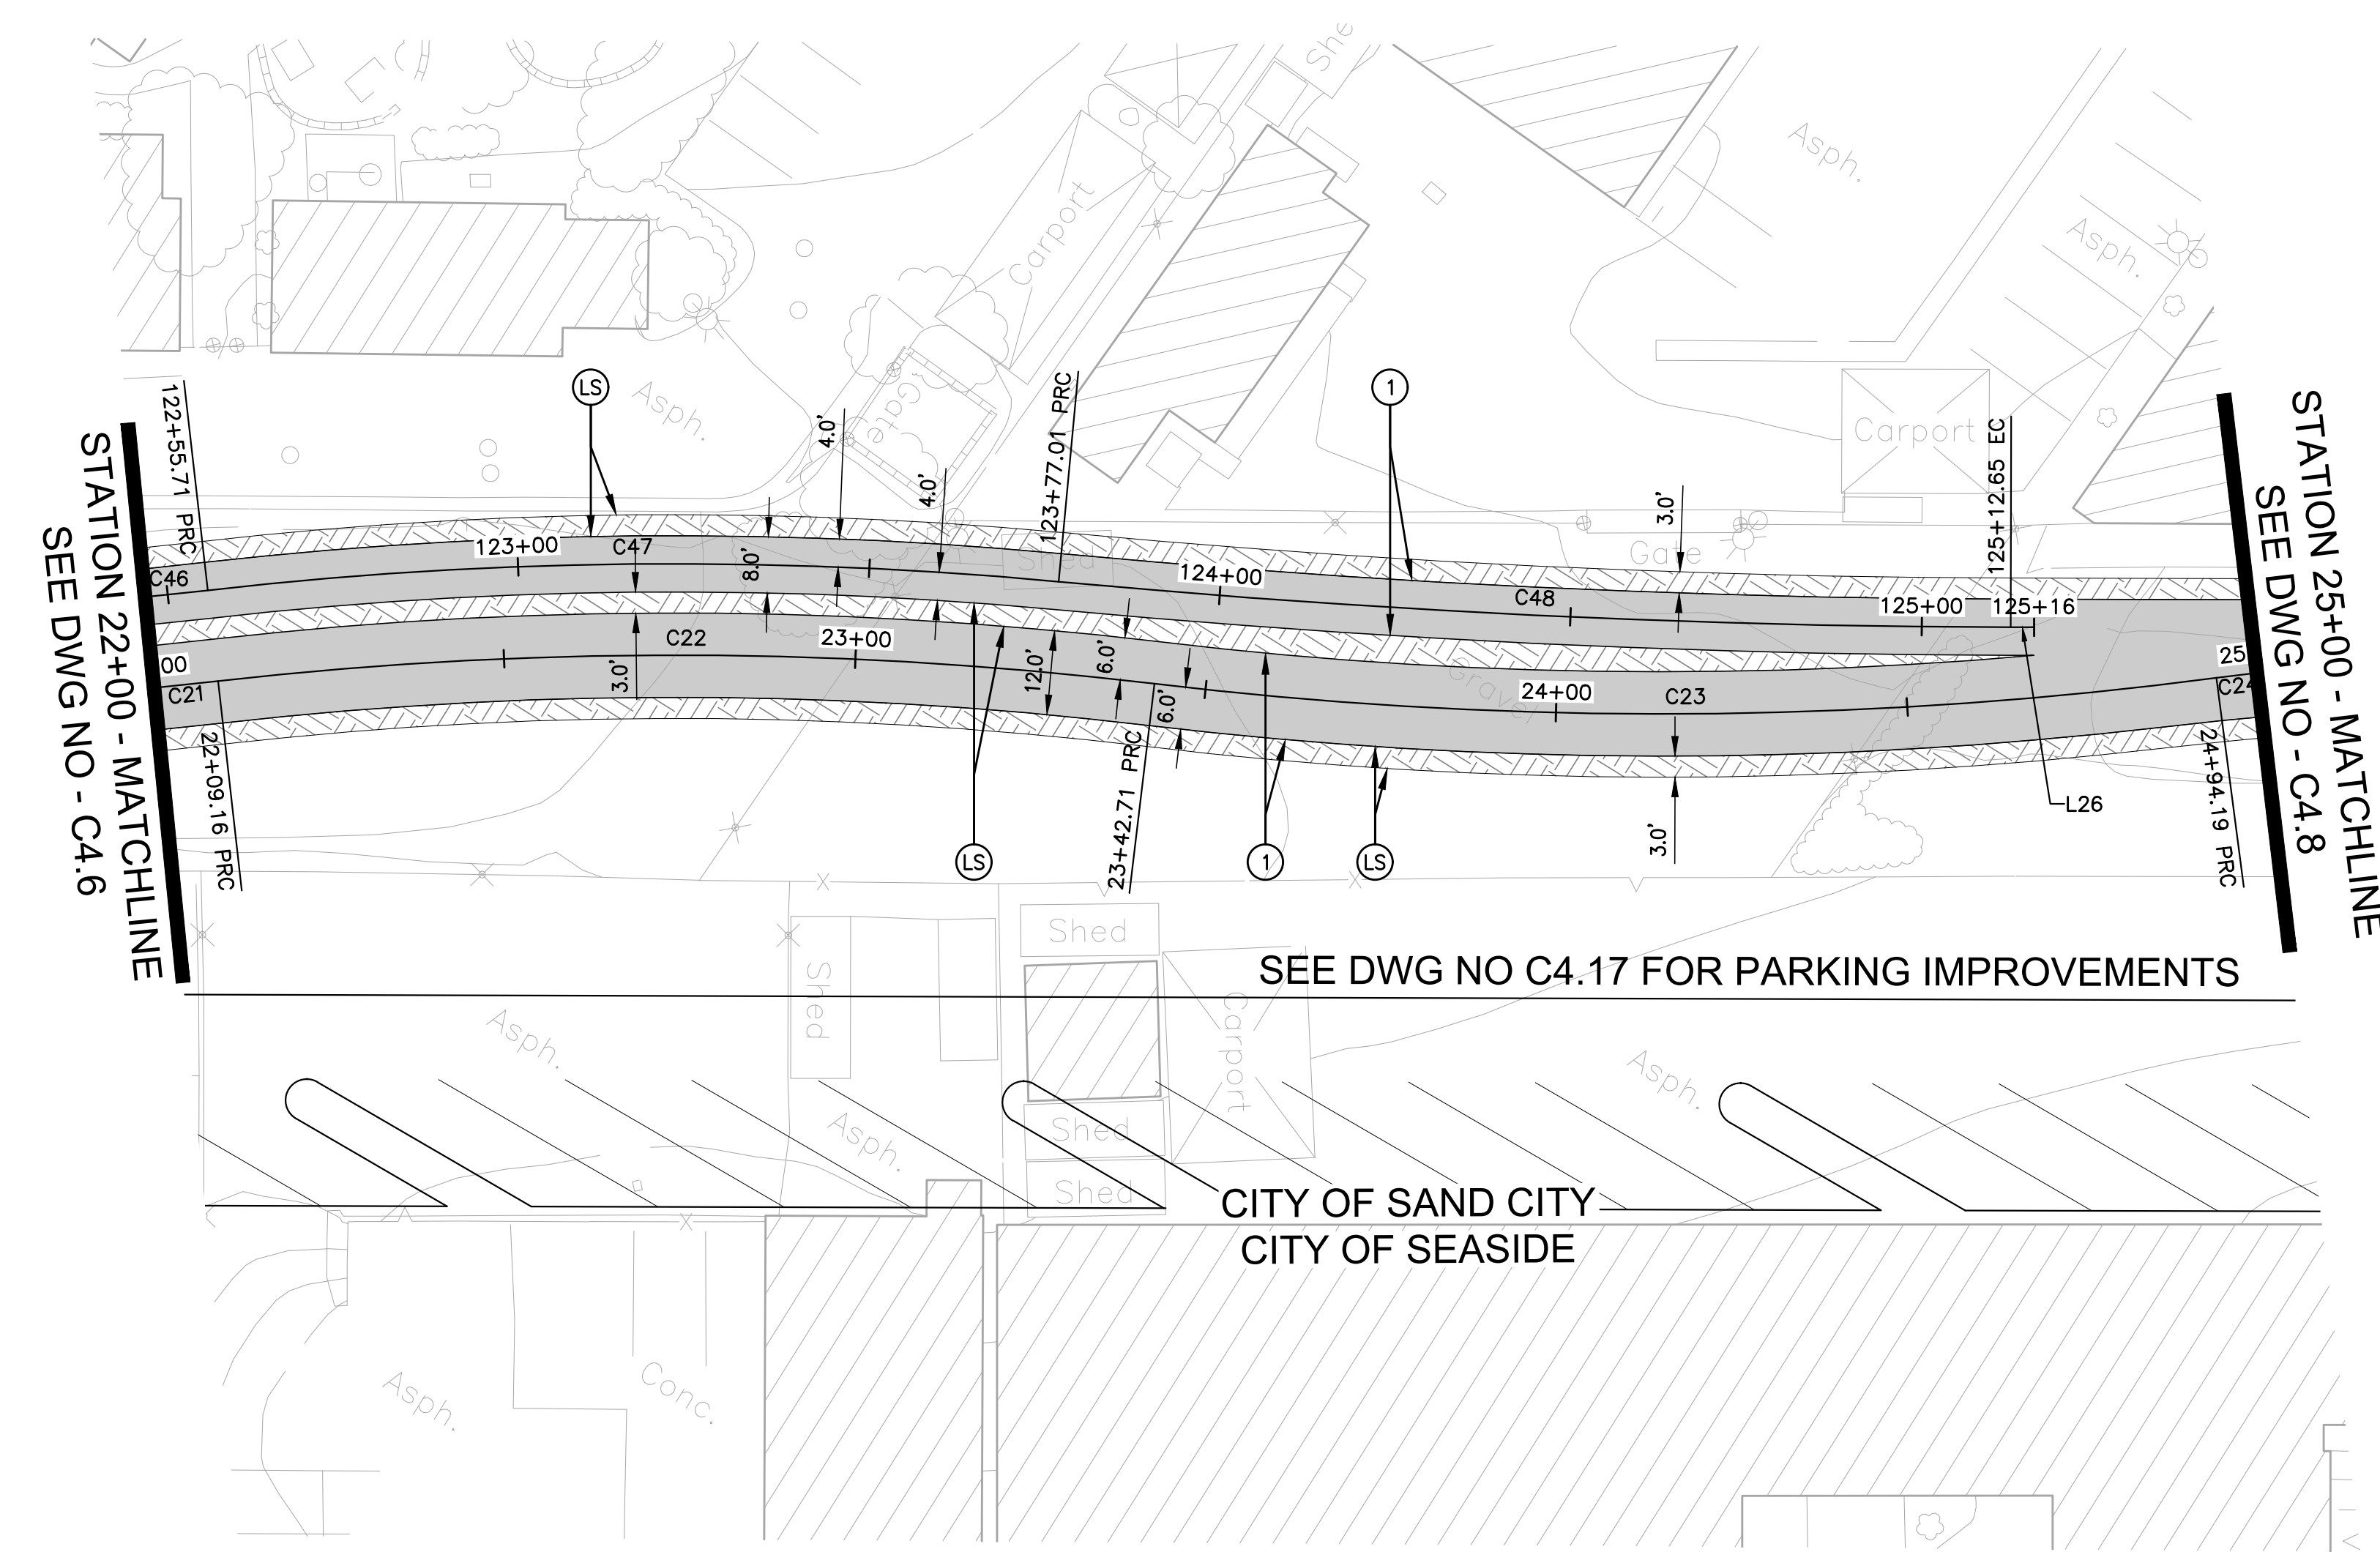 She
Asph.
Asph.
Carport
Gate
Asph.
LS
1
122+55.71 PRC
4.0'
4.0'
123+77.01 PRC
3.0'
Carport
125+12.65 EC
STATION 22+00 - MATCHLINE
SEE DWG NO - C4.6
STATION 25+00 - MATCHLINE
SEE DWG NO - C4.8
123+00
C47
8.0'
Shed
124+00
Gate
C46
C48
125+00
125+16
00
C22
23+00
25
C21
3.0'
12.0'
6.0'
6.0'
Gravel
24+00
C23
C24
22+09.16 PRC
23+42.71 PRC
3.0'
L26
24+94.19 PRC
LS
1
LS
Shed
Shed
SEE DWG NO C4.17 FOR PARKING IMPROVEMENTS
Carport
Asph.
Asph.
Asph.
Shed
Shed
CITY OF SAND CITY
CITY OF SEASIDE
Asph.
Conc.